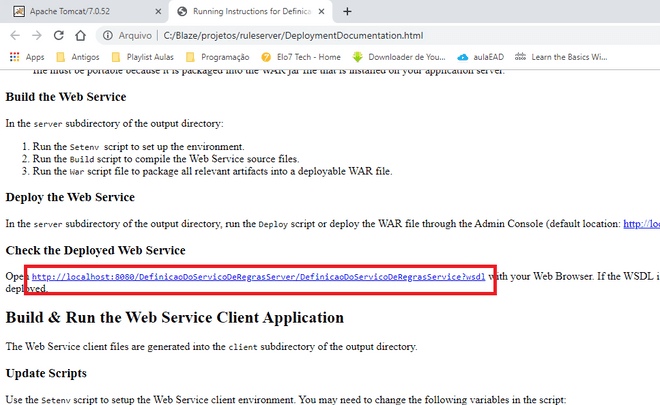 Apache Tomcat/7.0.52
Running Instructions for Definica
Arquivo
C:/Blaze/projetos/ruleserver/DeploymentDocumentation.html
Apps
Antigos
Playlist Aulas
Programação
Elo7 Tech - Home
Downloader de You...
aulaEAD
Learn the Basics Wi...
file must be portable because it is packaged into the WAR jar file that is installed on your application server.
Build the Web Service
In the server subdirectory of the output directory:
1. Run the Setenv script to set up the environment.
2. Run the Build script to compile the Web Service source files.
3. Run the War script file to package all relevant artifacts into a deployable WAR file.
Deploy the Web Service
In the server subdirectory of the output directory, run the Deploy script or deploy the WAR file through the Admin Console (default location: http://lo
Check the Deployed Web Service
Open http://localhost:8080/DefinicaoDoServicoDeRegrasServer/DefinicaoDoServicoDeRegrasService?wsdl with your Web Browser. If the WSDL i
deployed.
Build & Run the Web Service Client Application
The Web Service client files are generated into the client subdirectory of the output directory.
Update Scripts
Use the Setenv script to setup the Web Service client environment. You may need to change the following variables in the script: